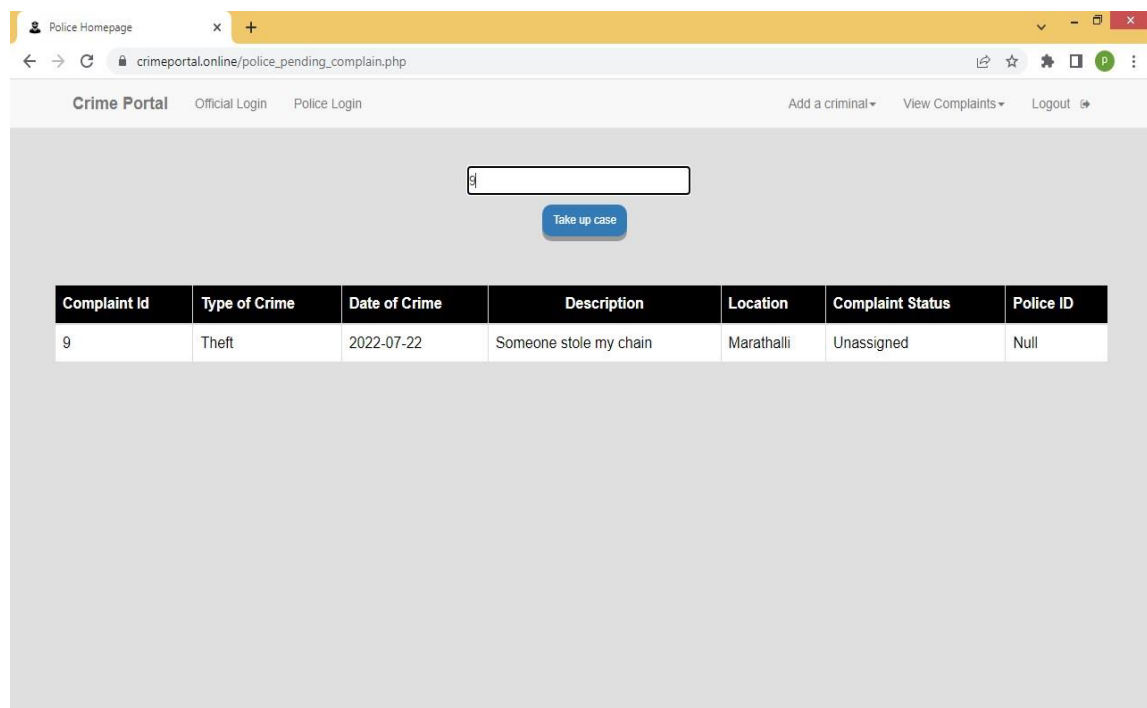 Police Homepage
crimeportal.online/police_pending_complain.php
P
Crime Portal Official Login Police Login Add a criminal View Complaints Logout
9
Take up case
Complaint Id Type of Crime Date of Crime Description Location Complaint Status Police ID
9 Theft 2022-07-22 Someone stole my chain Marathalli Unassigned Null